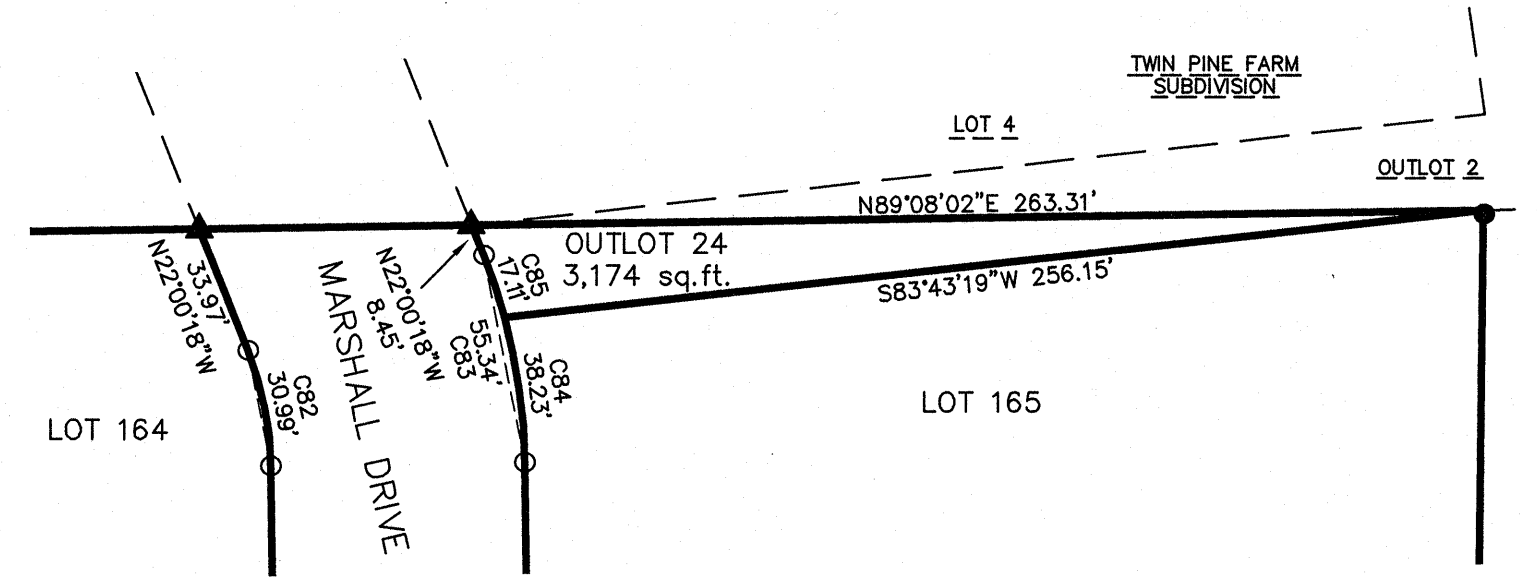 TWIN PINE FARM
SUBDIVISION
LOT 4
OUTLOT 2
N89°08'02"E 263.31'
OUTLOT 24
3,174 sq.ft.
S83°43'19"W 256.15'
C85
17.11'
N22°00'18"W
8.45'
33.97'
N22°00'18"W
MARSHALL DRIVE
55.34'
C83
C84
38.23'
C82
30.99'
LOT 164
LOT 165